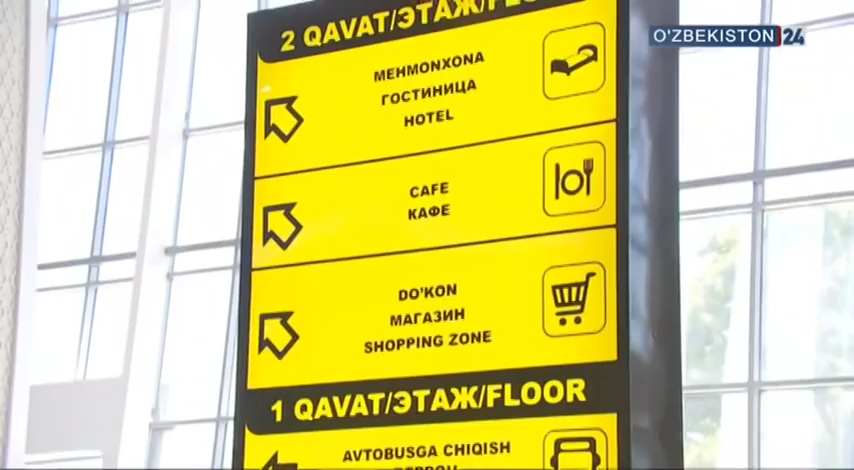 O'ZBEKISTON 24
2 QAVAT/ЭТАЖ/FLOOR
MEHMONXONA
ГОСТИНИЦА
HOTEL
CAFE
КАФЕ
DO'KON
МАГАЗИН
SHOPPING ZONE
1 QAVAT/ЭТАЖ/FLOOR
AVTOBUSGA CHIQISH